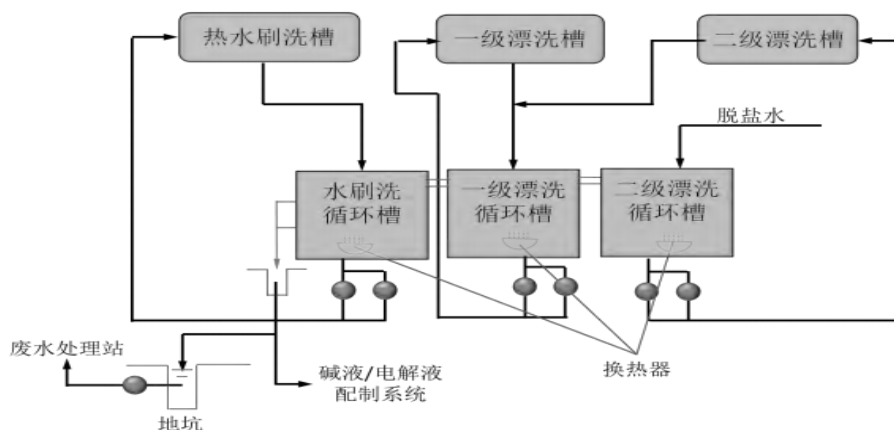 热水刷洗槽
一级漂洗槽
二级漂洗槽
脱盐水
水刷洗
循环槽
一级漂洗
循环槽
二级漂洗
循环槽
废水处理站
地坑
碱液/电解液
配制系统
换热器